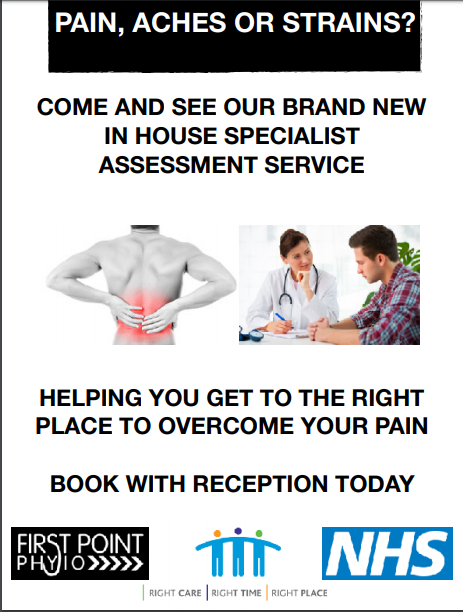 PAIN, ACHES OR STRAINS?
COME AND SEE OUR BRAND NEW
IN HOUSE SPECIALIST
ASSESSMENT SERVICE
HELPING YOU GET TO THE RIGHT
PLACE TO OVERCOME YOUR PAIN
BOOK WITH RECEPTION TODAY
FIRST POINT
PHYSIO
NHS
RIGHT CARE | RIGHT TIME | RIGHT PLACE